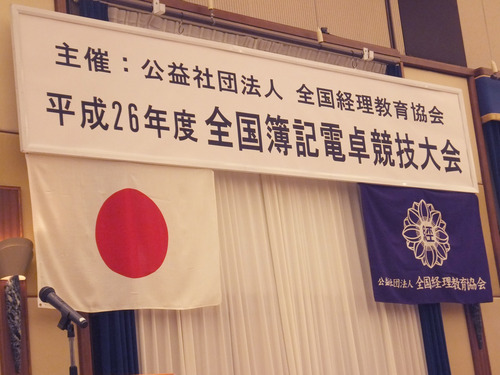 主催：公益社団法人 全国経理教育協会
平成26年度 全国簿記電卓競技大会
経
公益社団法人 全国経理教育協会